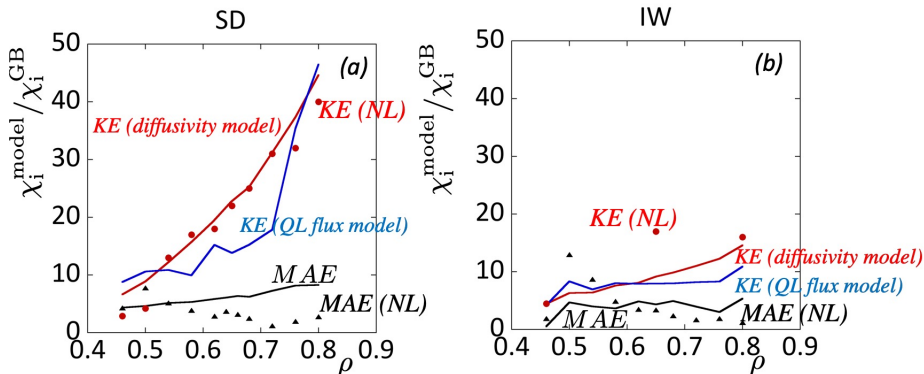 SD
χ_i^model/χ_i^GB
50
40
30
20
10
0
0.4 0.5 0.6 0.7 0.8 0.9
ρ
(a)
KE (NL)
KE (diffusivity model)
KE (QL flux model)
MAE
MAE (NL)
IW
χ_i^model/χ_i^GB
50
40
30
20
10
0
0.4 0.5 0.6 0.7 0.8 0.9
ρ
(b)
KE (NL)
KE (diffusivity model)
KE (QL flux model)
MAE
MAE (NL)